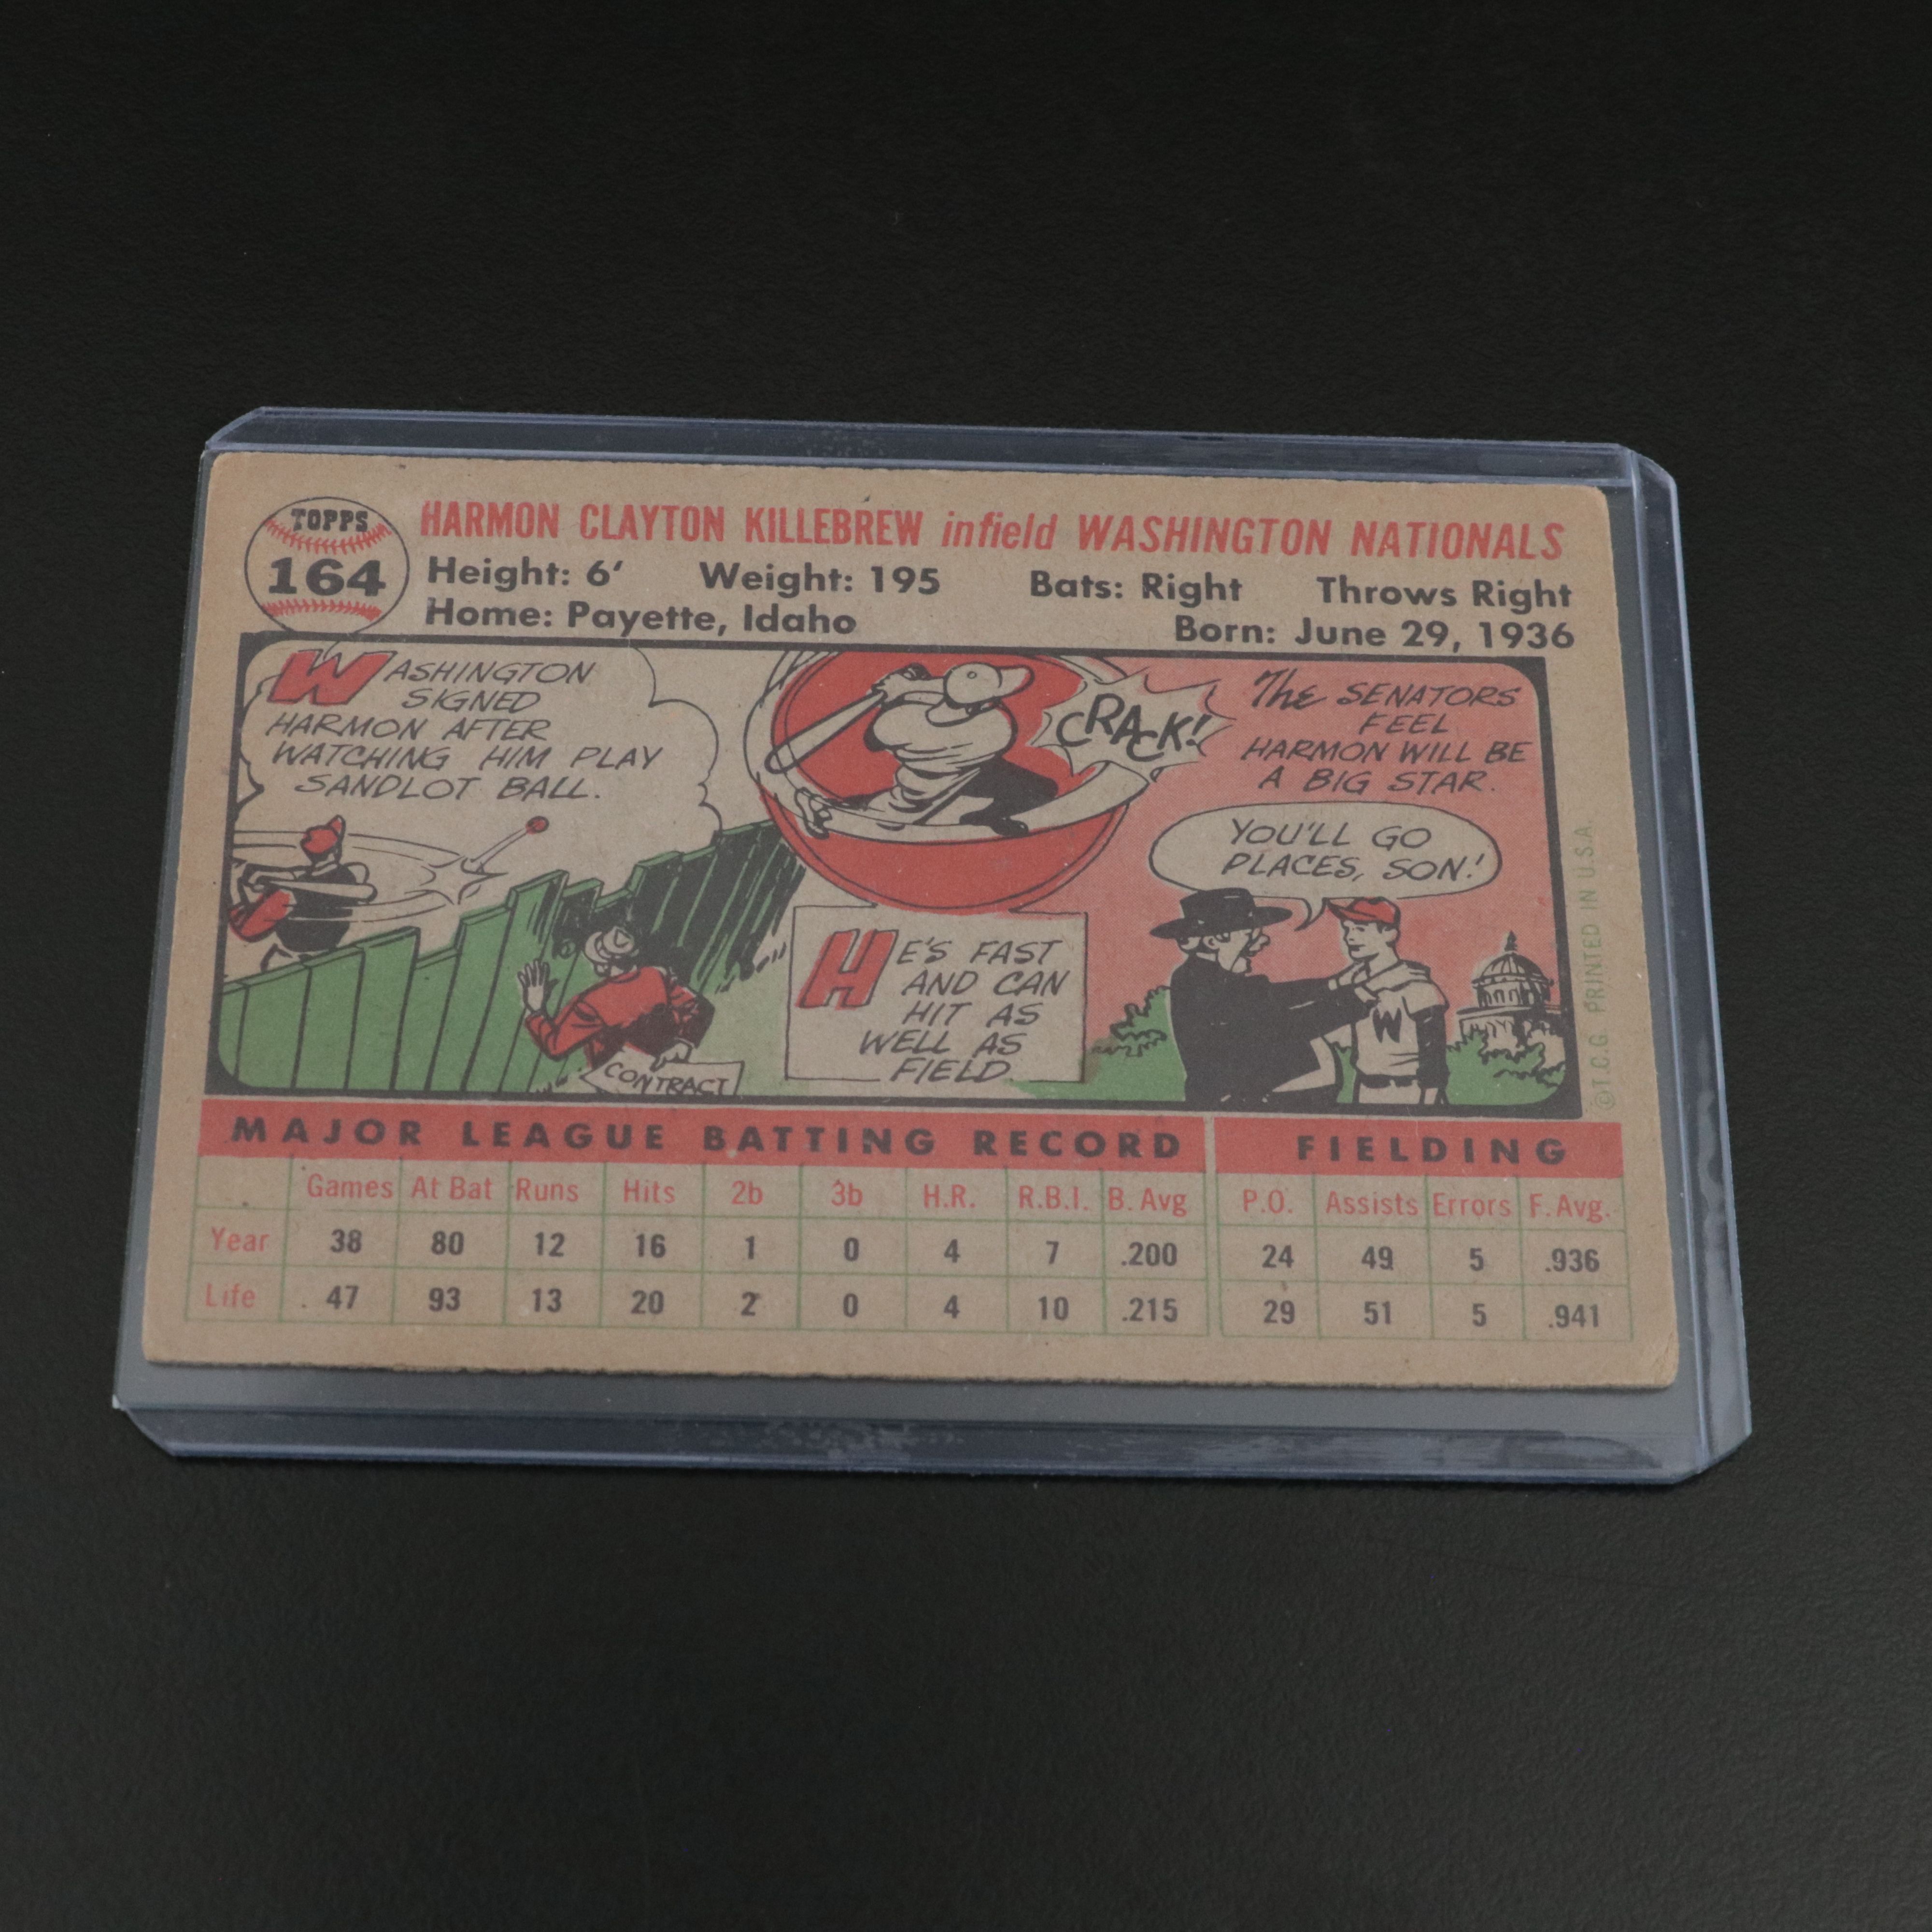 TOPPS
164
HARMON CLAYTON KILLEBREW infield WASHINGTON NATIONALS
Height: 6' Weight: 195 Bats: Right Throws Right
Home: Payette, Idaho Born: June 29, 1936
WASHINGTON
SIGNED
HARMON AFTER
WATCHING HIM PLAY
SANDLOT BALL.
CONTRACT
CRACK!
HE'S FAST
AND CAN
HIT AS
WELL AS
FIELD
The SENATORS
FEEL
HARMON WILL BE
A BIG STAR.
YOU'LL GO
PLACES, SON!
W
©T.C.G. PRINTED IN U.S.A.
MAJOR LEAGUE BATTING RECORD FIELDING
Games At Bat Runs Hits 2b 3b H.R. R.B.I. B. Avg P.O. Assists Errors F. Avg.
Year 38 80 12 16 1 0 4 7 .200 24 49 5 .936
Life 47 93 13 20 2 0 4 10 .215 29 51 5 .941